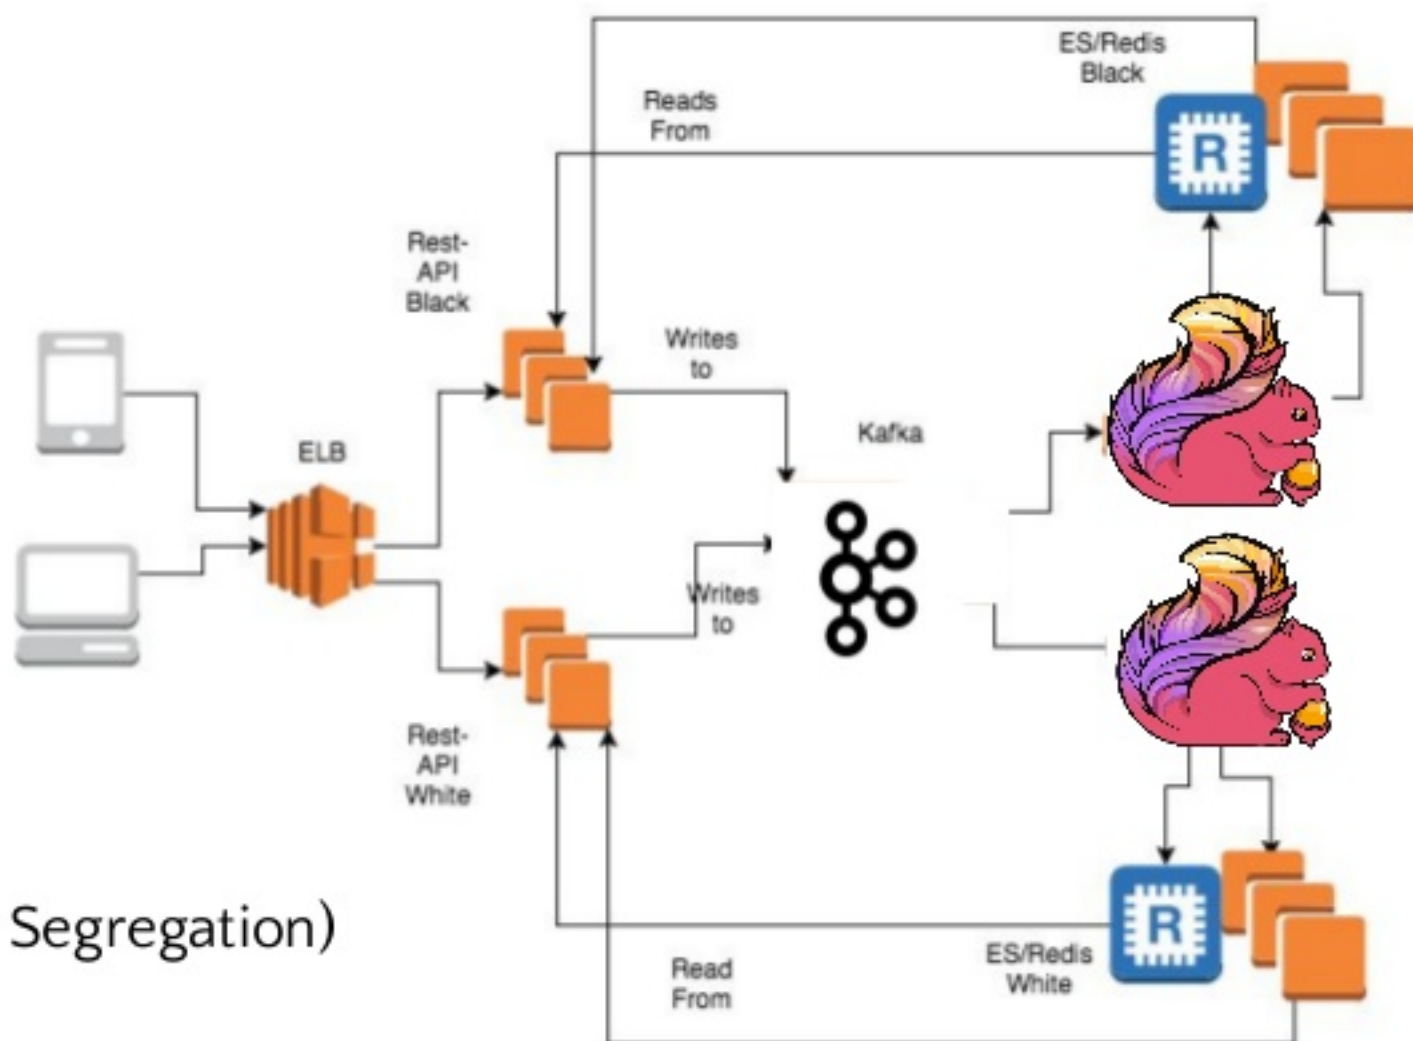 ES/Redis
Black
Reads
From
R
Rest-
API
Black
Writes
to
Kafka
ELB
Writes
to
Rest-
API
White
R
Segregation)
ES/Redis
White
Read
From